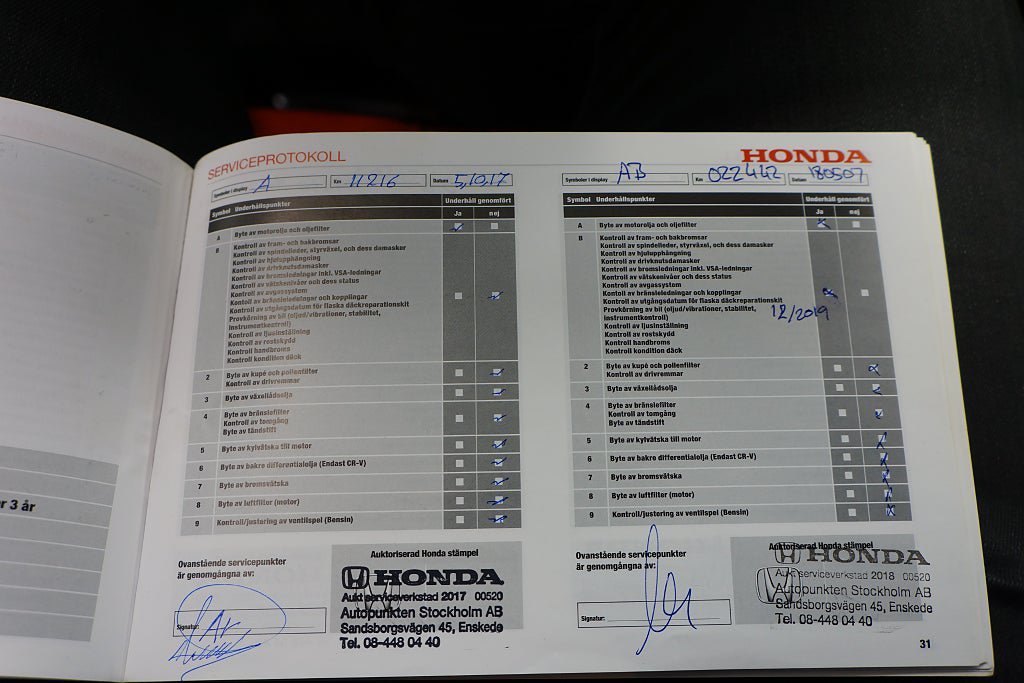 r 3 år
SERVICEPROTOKOLL
HONDA
Symboler i display A Km 11216 Datum 5,10,17
Symbol Underhållspunkter Underhåll genomfört
Ja nej
A Byte av motorolja och oljefilter
B Kontroll av fram- och bakbromsar
Kontroll av spindelleder, styrväxel, och dess damasker
Kontroll av hjulupphängning
Kontroll av drivknutsdamasker
Kontroll av bromsledningar inkl. VSA-ledningar
Kontroll av vätskenivåer och dess status
Kontroll av avgassystem
Kontroll av bränsleledningar och kopplingar
Kontroll av utgångsdatum för flaska däckreparationskit
Provkörning av bil (oljud/vibrationer, stabilitet,
instrumentkontroll)
Kontroll av ljusinställning
Kontroll av rostskydd
Kontroll handbroms
Kontroll kondition däck
2 Byte av kupé och pollenfilter
Kontroll av drivremmar
3 Byte av växellådsolja
4 Byte av bränslefilter
Kontroll av tomgång
Byte av tändstift
5 Byte av kylvätska till motor
6 Byte av bakre differentialolja (Endast CR-V)
7 Byte av bromsvätska
8 Byte av luftfilter (motor)
9 Kontroll/justering av ventilspel (Bensin)
Ovanstående servicepunkter
är genomgångna av:
Signatur:
Auktoriserad Honda stämpel
HONDA
Aukt serviceverkstad 2017 00520
Autopunkten Stockholm AB
Sandsborgsvägen 45, Enskede
Tel. 08-448 04 40
Symboler i display AB Km 022442 Datum 180507
Symbol Underhållspunkter Underhåll genomfört
Ja nej
A Byte av motorolja och oljefilter
B Kontroll av fram- och bakbromsar
Kontroll av spindelleder, styrväxel, och dess damasker
Kontroll av hjulupphängning
Kontroll av drivknutsdamasker
Kontroll av bromsledningar inkl. VSA-ledningar
Kontroll av vätskenivåer och dess status
Kontroll av avgassystem
Kontroll av bränsleledningar och kopplingar
Kontroll av utgångsdatum för flaska däckreparationskit
Provkörning av bil (oljud/vibrationer, stabilitet,
instrumentkontroll) 12/2019
Kontroll av ljusinställning
Kontroll av rostskydd
Kontroll handbroms
Kontroll kondition däck
2 Byte av kupé och pollenfilter
Kontroll av drivremmar
3 Byte av växellådsolja
4 Byte av bränslefilter
Kontroll av tomgång
Byte av tändstift
5 Byte av kylvätska till motor
6 Byte av bakre differentialolja (Endast CR-V)
7 Byte av bromsvätska
8 Byte av luftfilter (motor)
9 Kontroll/justering av ventilspel (Bensin)
Ovanstående servicepunkter
är genomgångna av:
Signatur:
Auktoriserad Honda stämpel
HONDA
Aukt serviceverkstad 2018 00520
Autopunkten Stockholm AB
Sandsborgsvägen 45, Enskede
Tel. 08-448 04 40
31